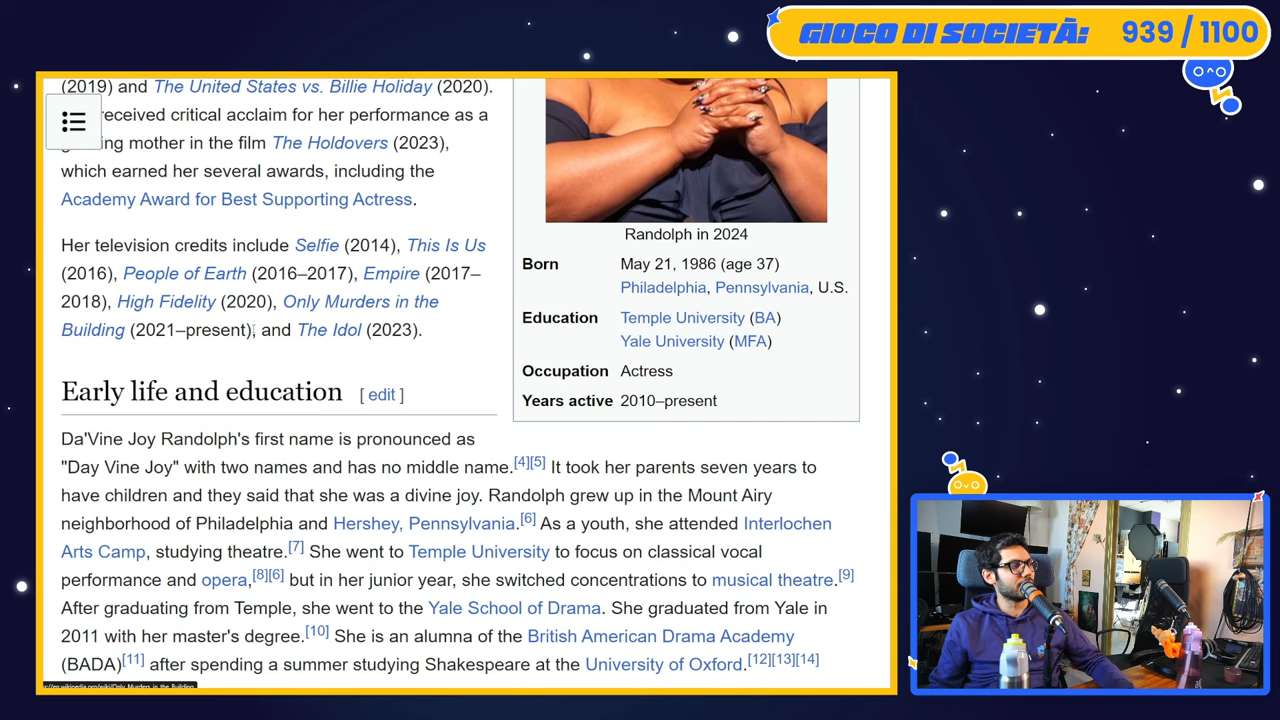 GIOCO DI SOCIETÀ: 939 / 1100
(2019) and The United States vs. Billie Holiday (2020).
received critical acclaim for her performance as a
mother in the film The Holdovers (2023),
which earned her several awards, including the
Academy Award for Best Supporting Actress.
Her television credits include Selfie (2014), This Is Us
(2016), People of Earth (2016–2017), Empire (2017–
2018), High Fidelity (2020), Only Murders in the
Building (2021–present), and The Idol (2023).
Randolph in 2024
Born May 21, 1986 (age 37)
Philadelphia, Pennsylvania, U.S.
Education Temple University (BA)
Yale University (MFA)
Occupation Actress
Years active 2010–present
Early life and education [ edit ]
Da'Vine Joy Randolph's first name is pronounced as
"Day Vine Joy" with two names and has no middle name.[4][5] It took her parents seven years to
have children and they said that she was a divine joy. Randolph grew up in the Mount Airy
neighborhood of Philadelphia and Hershey, Pennsylvania.[6] As a youth, she attended Interlochen
Arts Camp, studying theatre.[7] She went to Temple University to focus on classical vocal
performance and opera,[8][6] but in her junior year, she switched concentrations to musical theatre.[9]
After graduating from Temple, she went to the Yale School of Drama. She graduated from Yale in
2011 with her master's degree.[10] She is an alumna of the British American Drama Academy
(BADA)[11] after spending a summer studying Shakespeare at the University of Oxford.[12][13][14]